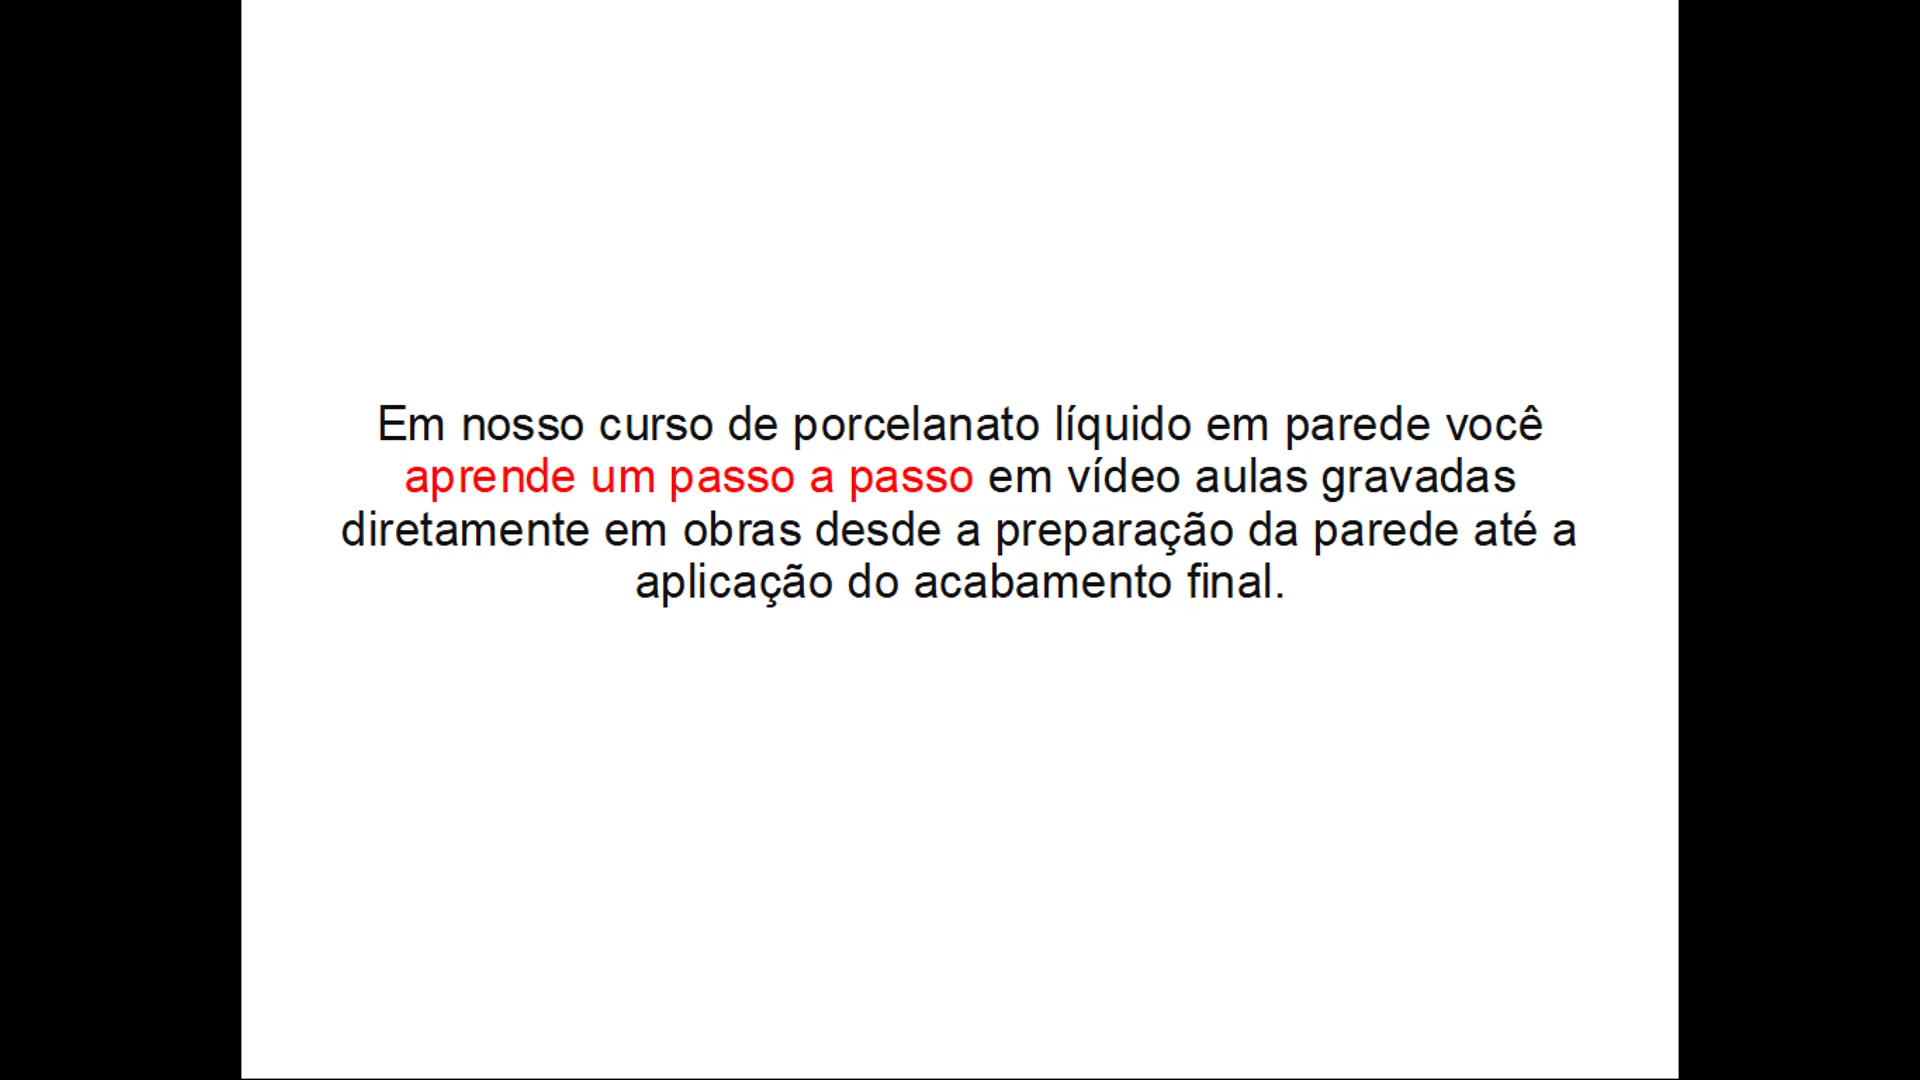 Em nosso curso de porcelanato líquido em parede você
aprende um passo a passo em vídeo aulas gravadas
diretamente em obras desde a preparação da parede até a
aplicação do acabamento final.